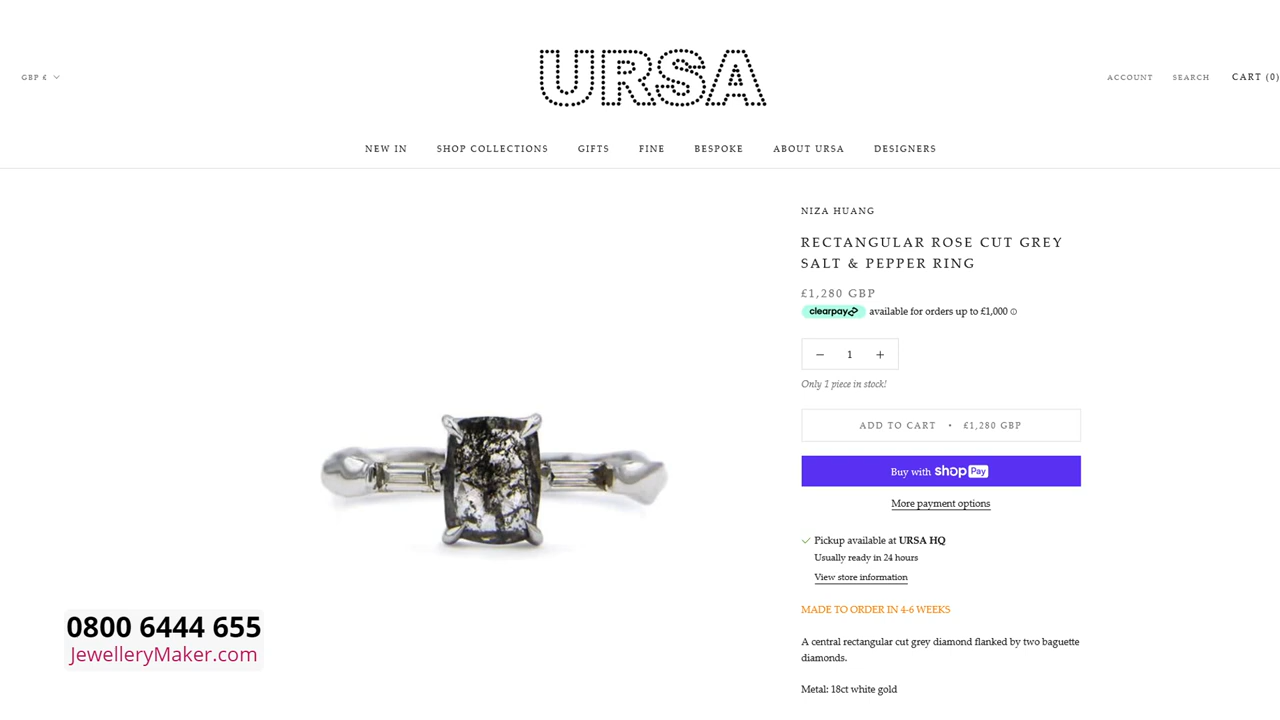 GBP £
URSA
ACCOUNT
SEARCH
CART (0)
NEW IN
SHOP COLLECTIONS
GIFTS
FINE
BESPOKE
ABOUT URSA
DESIGNERS
NIZA HUANG
RECTANGULAR ROSE CUT GREY
SALT & PEPPER RING
£1,280 GBP
clearpay available for orders up to £1,000
1
Only 1 piece in stock!
ADD TO CART • £1,280 GBP
Buy with shop Pay
More payment options
Pickup available at URSA HQ
Usually ready in 24 hours
View store information
MADE TO ORDER IN 4-6 WEEKS
A central rectangular cut grey diamond flanked by two baguette
diamonds.
Metal: 18ct white gold
0800 6444 655
JewelleryMaker.com